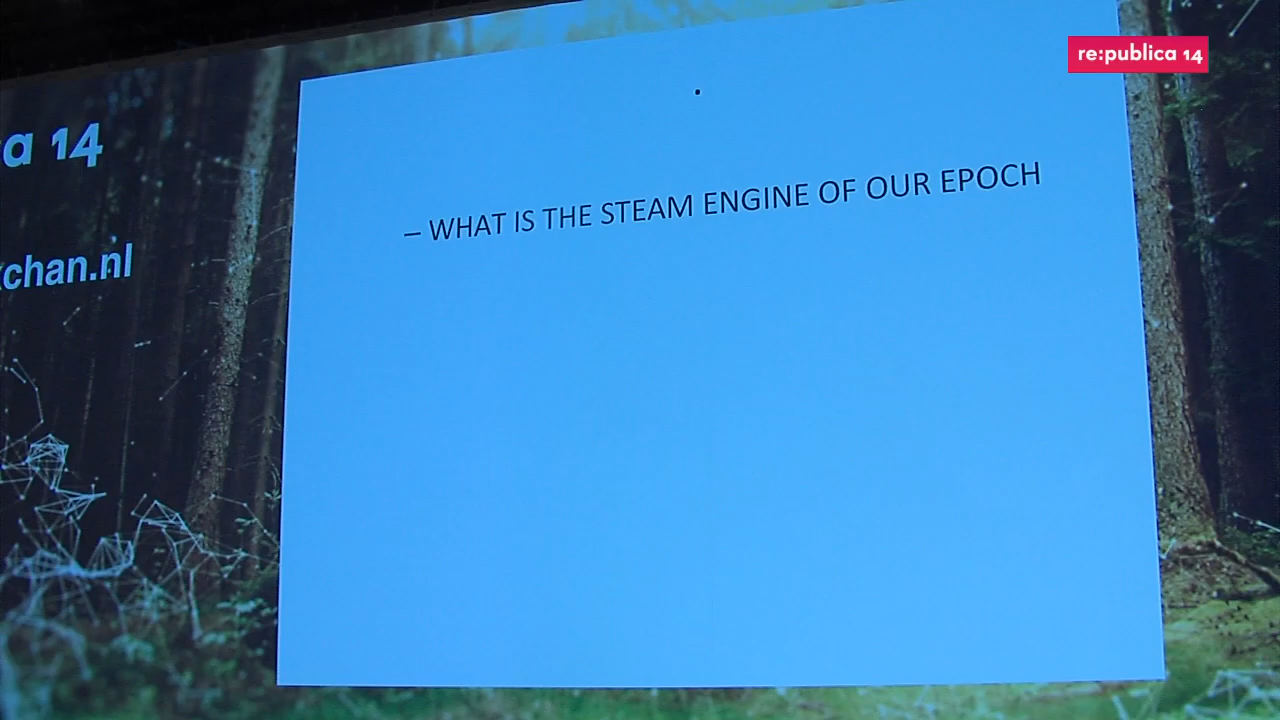 re:publica 14
a 14
chan.nl
– WHAT IS THE STEAM ENGINE OF OUR EPOCH